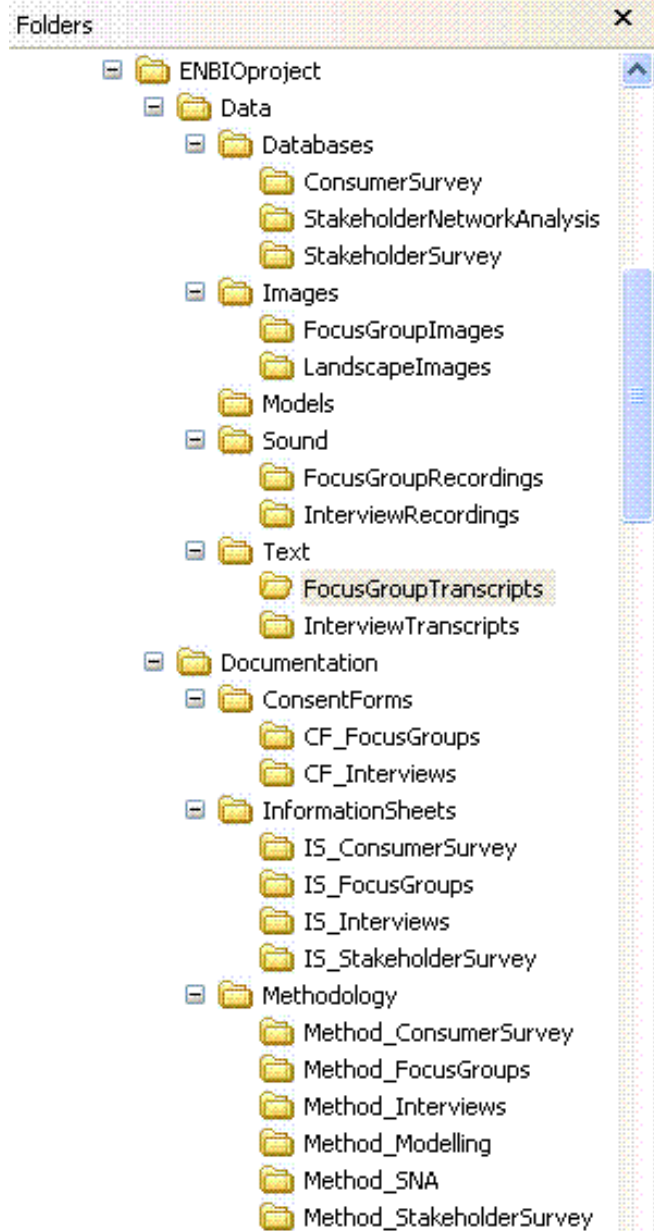 Folders
ENBIOproject
Data
Databases
ConsumerSurvey
StakeholderNetworkAnalysis
StakeholderSurvey
Images
FocusGroupImages
LandscapeImages
Models
Sound
FocusGroupRecordings
InterviewRecordings
Text
FocusGroupTranscripts
InterviewTranscripts
Documentation
ConsentForms
CF_FocusGroups
CF_Interviews
InformationSheets
IS_ConsumerSurvey
IS_FocusGroups
IS_Interviews
IS_StakeholderSurvey
Methodology
Method_ConsumerSurvey
Method_FocusGroups
Method_Interviews
Method_Modelling
Method_SNA
Method_StakeholderSurvey